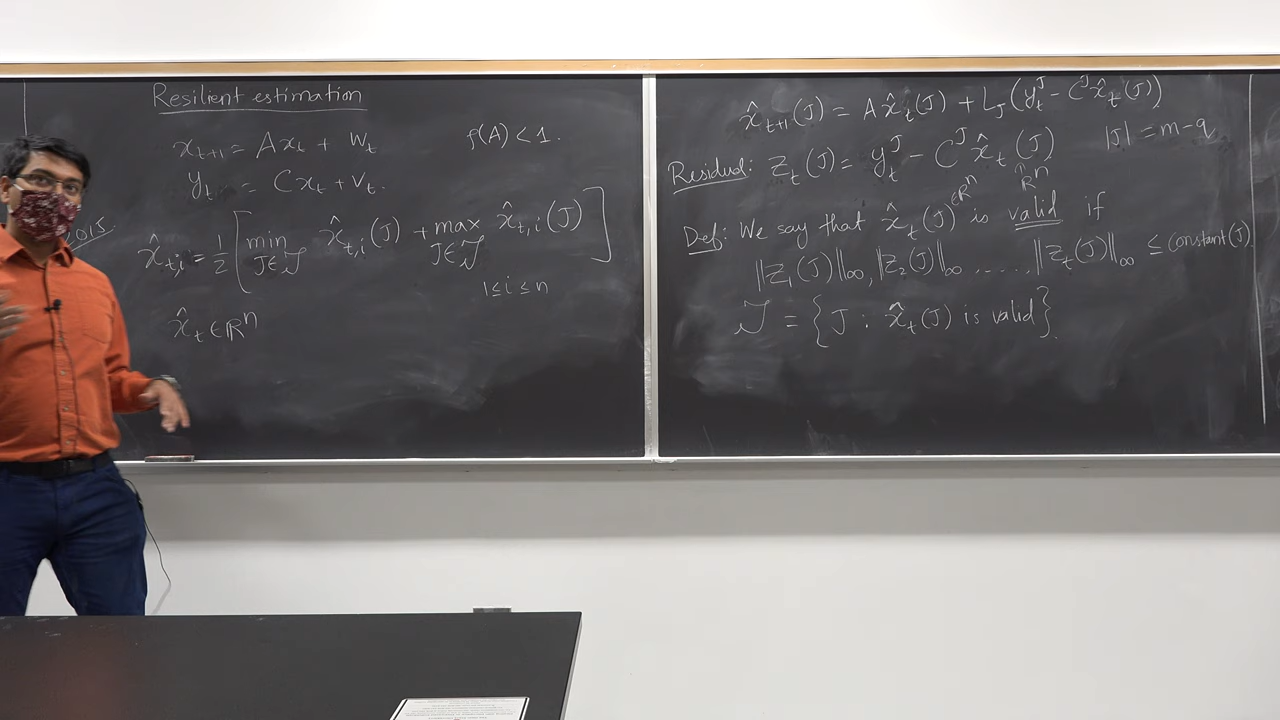 Resilient estimation
x_{t+1} = A x_t + w_t    ρ(A) < 1.
y_t = C x_t + v_t.
2015.
x̂_{t,i} = 1/2 [ min_{J∈𝒥} x̂_{t,i}(J) + max_{J∈𝒥} x̂_{t,i}(J) ]
1≤i≤n
x̂_t ∈ ℝ^n
x̂_{t+1}(J) = A x̂_t(J) + L_J (y_t^J - C^J x̂_t(J))
|J| = m-q
Residual: z_t(J) = y_t^J - C^J x̂_t(J)
∩
ℝ^n
Def: We say that x̂_t(J) ∈ℝ^n is valid if
‖z_1(J)‖_∞, ‖z_2(J)‖_∞, ....., ‖z_t(J)‖_∞ ≤ constant(J)
𝒥 = { J : x̂_t(J) is valid }.